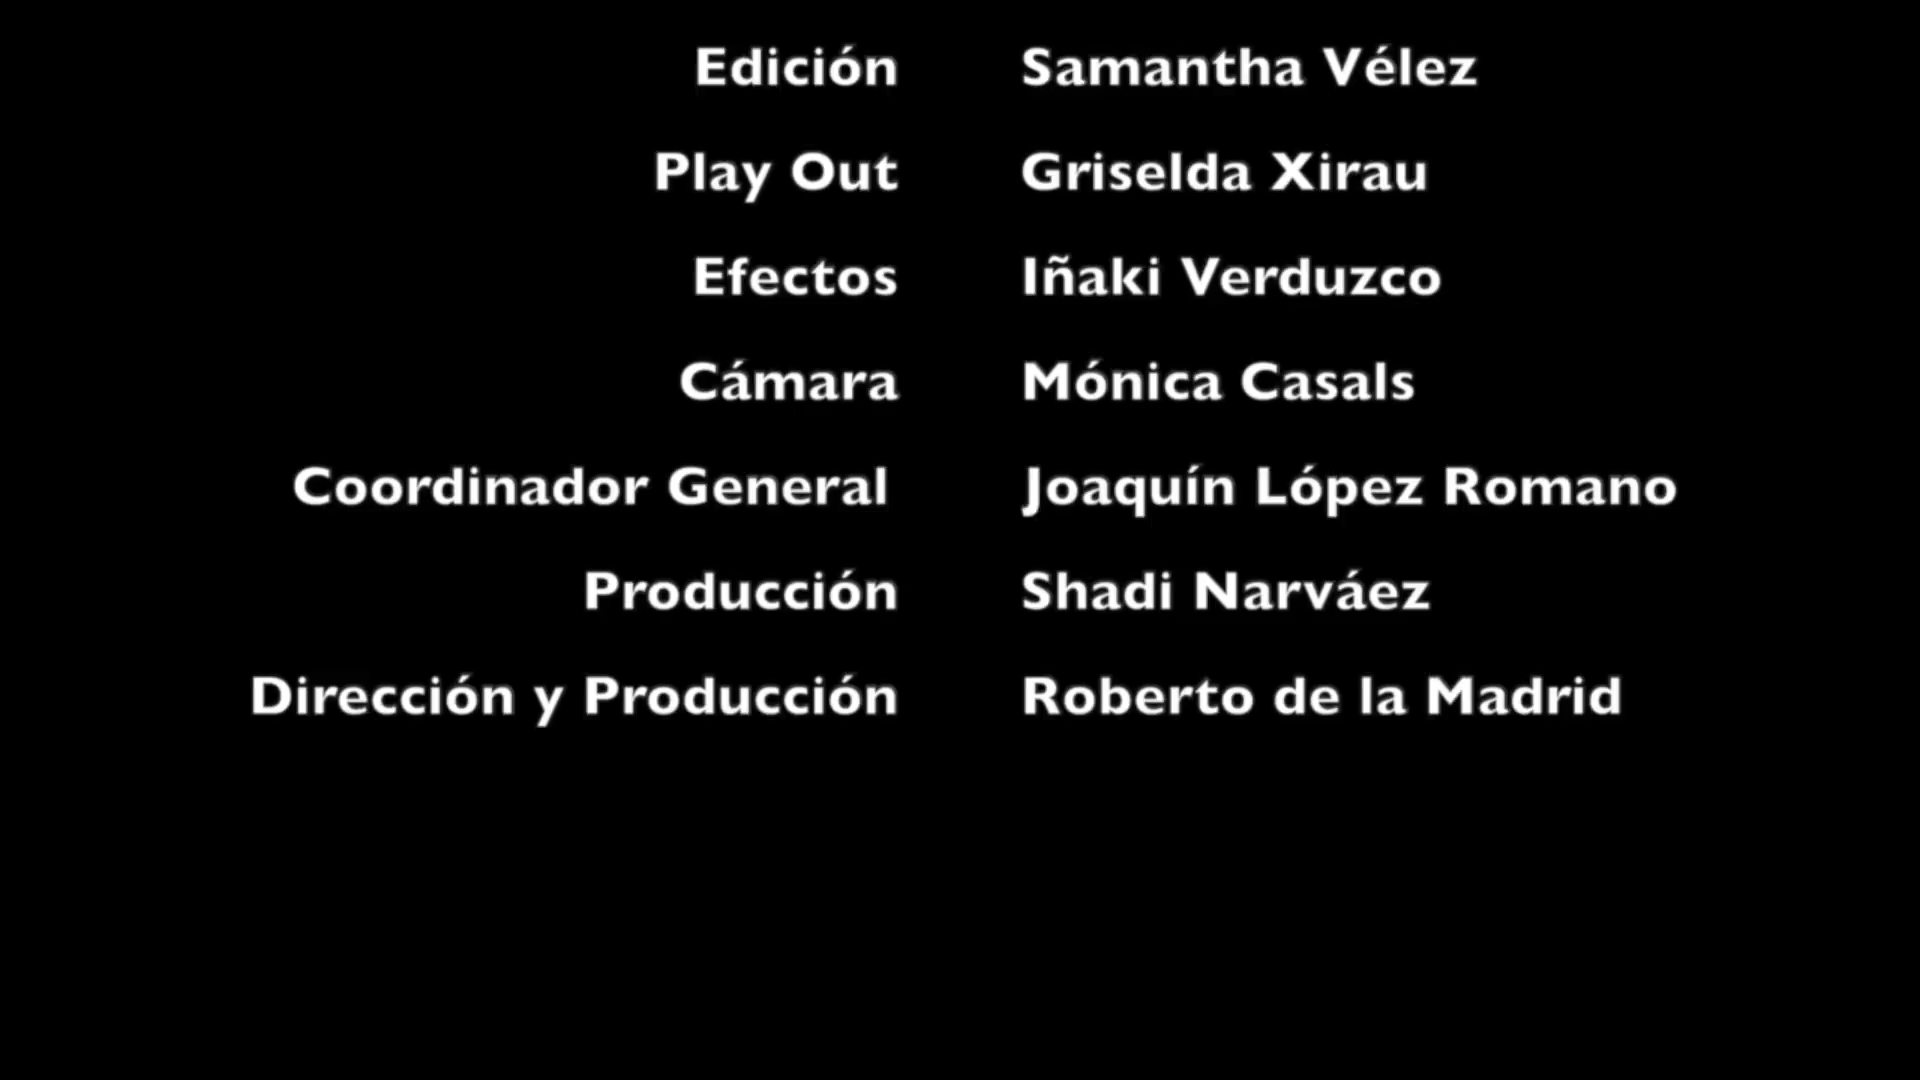 Edición Samantha Vélez
Play Out Griselda Xirau
Efectos Iñaki Verduzco
Cámara Mónica Casals
Coordinador General Joaquín López Romano
Producción Shadi Narváez
Dirección y Producción Roberto de la Madrid